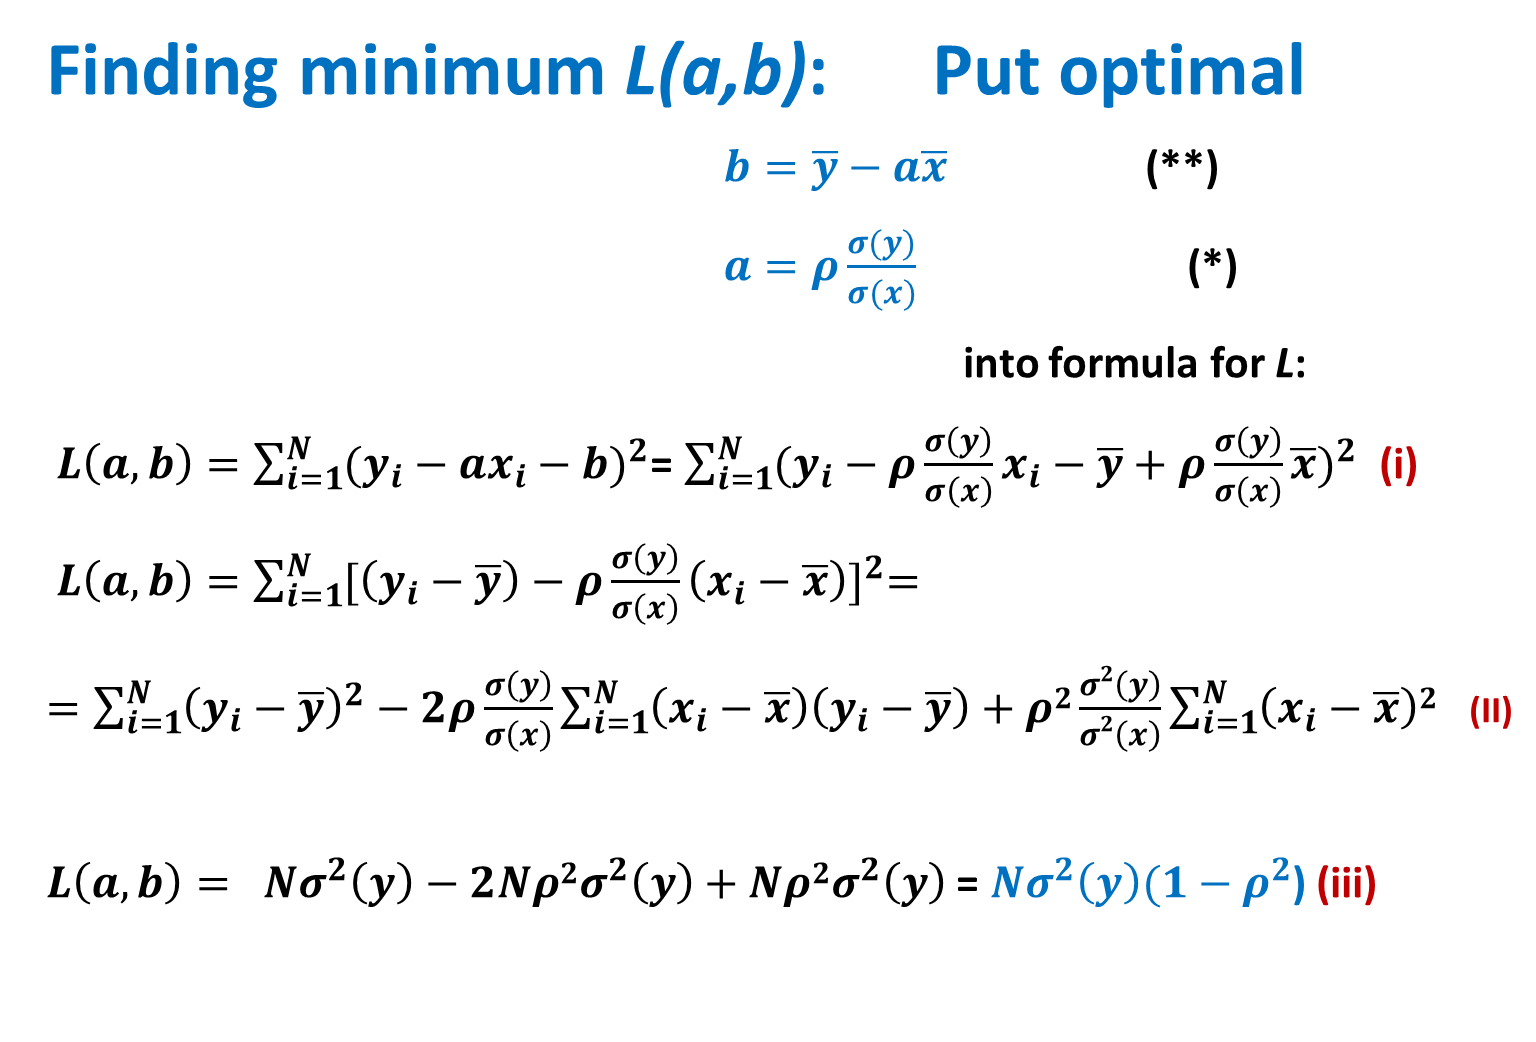 Finding minimum L(a,b): Put optimal
b = y̅ − ax̅ (**)
a = ρ σ(y)/σ(x) (*)
into formula for L:
L(a, b) = ∑ᵢ₌₁ᴺ(yᵢ − axᵢ − b)²= ∑ᵢ₌₁ᴺ(yᵢ − ρ σ(y)/σ(x) xᵢ − y̅ + ρ σ(y)/σ(x) x̅)² (i)
L(a, b) = ∑ᵢ₌₁ᴺ[(yᵢ − y̅) − ρ σ(y)/σ(x) (xᵢ − x̅)]²=
= ∑ᵢ₌₁ᴺ(yᵢ − y̅)² − 2ρ σ(y)/σ(x) ∑ᵢ₌₁ᴺ(xᵢ − x̅)(yᵢ − y̅) + ρ² σ²(y)/σ²(x) ∑ᵢ₌₁ᴺ(xᵢ − x̅)² (II)
L(a, b) = Nσ²(y) − 2Nρ²σ²(y) + Nρ²σ²(y) = Nσ²(y)(1 − ρ²) (iii)